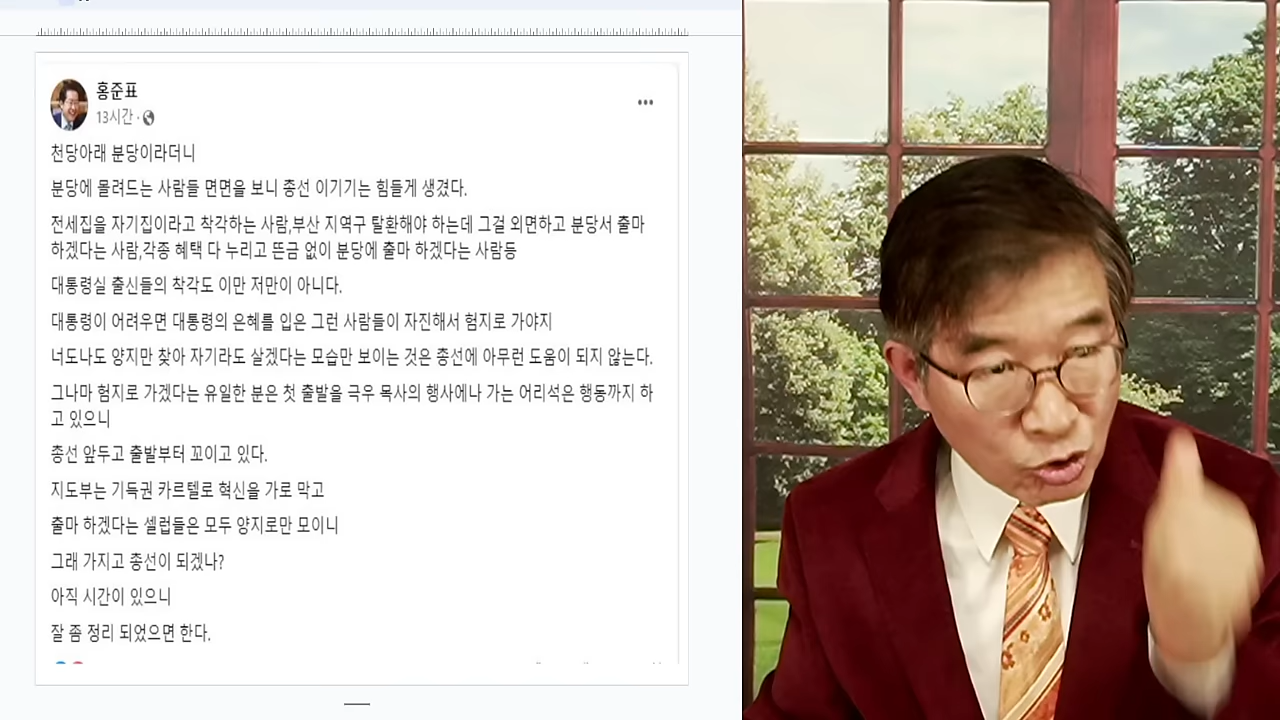 홍준표
13시간 ·
천당아래 분당이라더니
분당에 몰려드는 사람들 면면을 보니 총선 이기기는 힘들게 생겼다.
전세집을 자기집이라고 착각하는 사람,부산 지역구 탈환해야 하는데 그걸 외면하고 분당서 출마
하겠다는 사람,각종 혜택 다 누리고 뜬금 없이 분당에 출마 하겠다는 사람등
대통령실 출신들의 착각도 이만 저만이 아니다.
대통령이 어려우면 대통령의 은혜를 입은 그런 사람들이 자진해서 험지로 가야지
너도나도 양지만 찾아 자기라도 살겠다는 모습만 보이는 것은 총선에 아무런 도움이 되지 않는다.
그나마 험지로 가겠다는 유일한 분은 첫 출발을 극우 목사의 행사에나 가는 어리석은 행동까지 하
고 있으니
총선 앞두고 출발부터 꼬이고 있다.
지도부는 기득권 카르텔로 혁신을 가로 막고
출마 하겠다는 셀럽들은 모두 양지로만 모이니
그래 가지고 총선이 되겠나?
아직 시간이 있으니
잘 좀 정리 되었으면 한다.